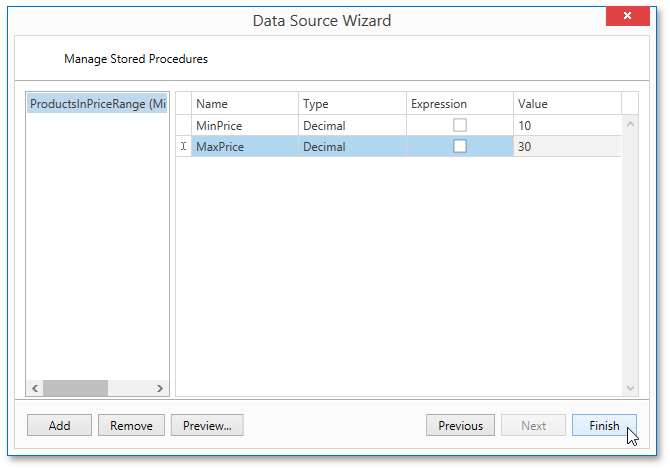 Data Source Wizard
Manage Stored Procedures
ProductsInPriceRange (Mi
Name Type Expression Value
MinPrice Decimal 10
MaxPrice Decimal 30
Add Remove Preview... Previous Next Finish